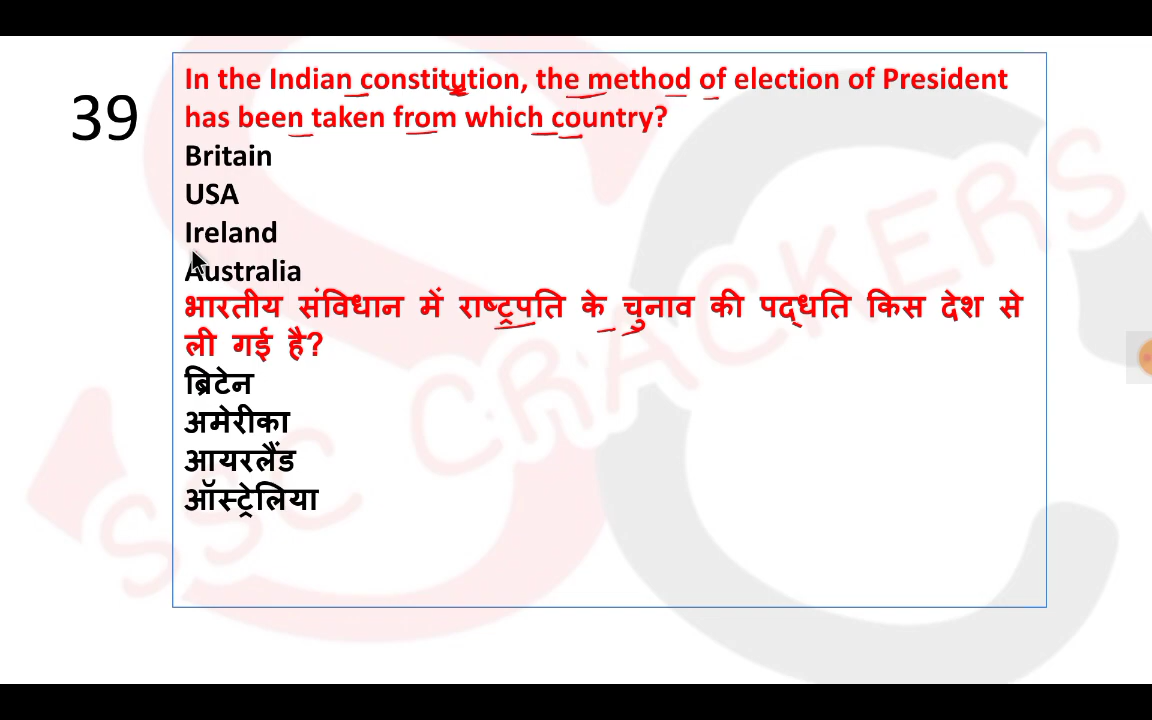 39
In the Indian constitution, the method of election of President
has been taken from which country?
Britain
USA
Ireland
Australia
भारतीय संविधान में राष्ट्रपति के चुनाव की पद्धति किस देश से
ली गई है?
ब्रिटेन
अमेरीका
आयरलैंड
ऑस्ट्रेलिया
SSC CRACKERS